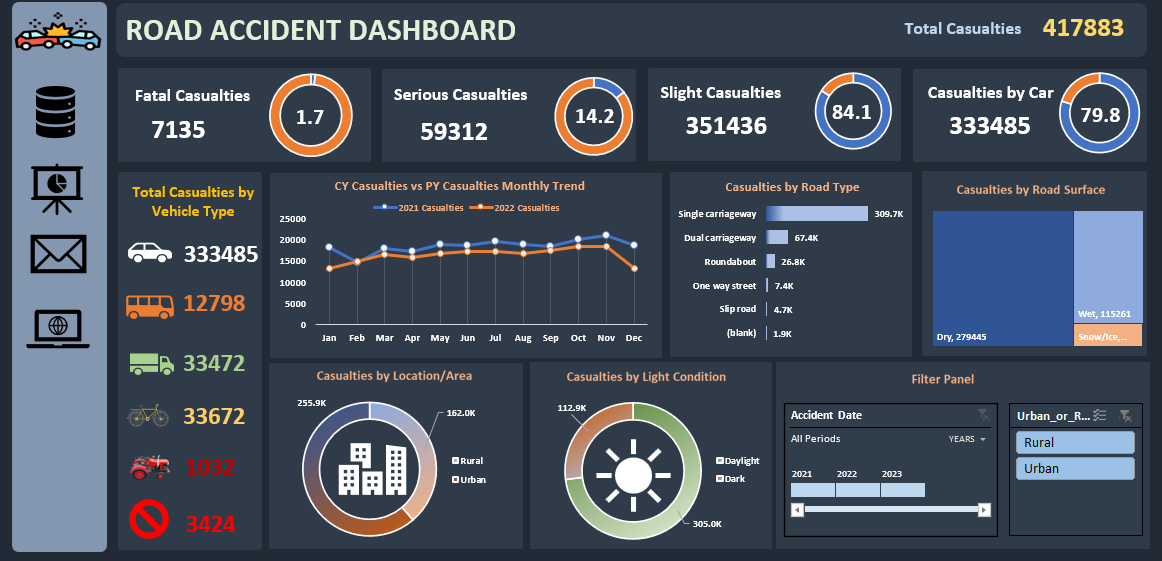 ROAD ACCIDENT DASHBOARD
Total Casualties 417883
Fatal Casualties
7135
1.7
Serious Casualties
59312
14.2
Slight Casualties
351436
84.1
Casualties by Car
333485
79.8
Total Casualties by
Vehicle Type
333485
12798
33472
33672
1032
3424
CY Casualties vs PY Casualties Monthly Trend
2021 Casualties 2022 Casualties
25000
20000
15000
10000
5000
0
Jan Feb Mar Apr May Jun Jul Aug Sep Oct Nov Dec
Casualties by Road Type
Single carriageway 309.7K
Dual carriageway 67.4K
Roundabout 26.8K
One way street 7.4K
Slip road 4.7K
(blank) 1.9K
Casualties by Road Surface
Dry, 279445
Wet, 115261
Snow/Ice,...
Casualties by Location/Area
255.9K
162.0K
Rural
Urban
Casualties by Light Condition
112.9K
305.0K
Daylight
Dark
Filter Panel
Accident Date
All Periods YEARS
2021 2022 2023
Urban_or_R...
Rural
Urban